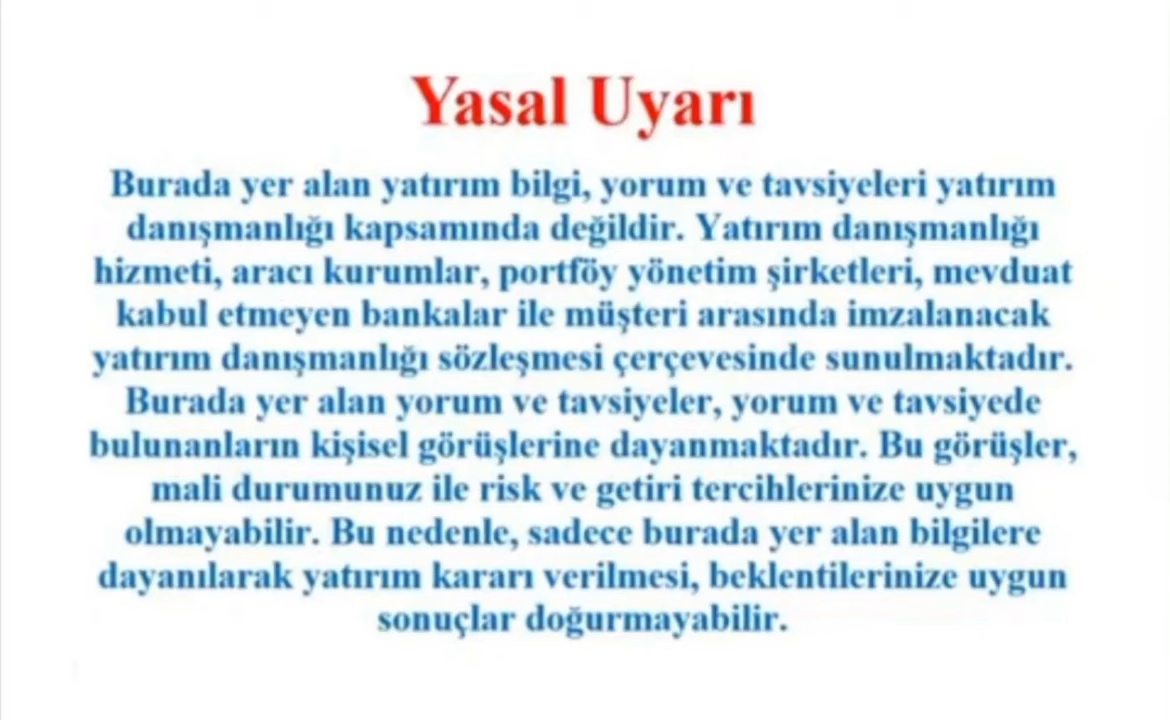 Yasal Uyarı
Burada yer alan yatırım bilgi, yorum ve tavsiyeleri yatırım
danışmanlığı kapsamında değildir. Yatırım danışmanlığı
hizmeti, aracı kurumlar, portföy yönetim şirketleri, mevduat
kabul etmeyen bankalar ile müşteri arasında imzalanacak
yatırım danışmanlığı sözleşmesi çerçevesinde sunulmaktadır.
Burada yer alan yorum ve tavsiyeler, yorum ve tavsiyede
bulunanların kişisel görüşlerine dayanmaktadır. Bu görüşler,
mali durumunuz ile risk ve getiri tercihlerinize uygun
olmayabilir. Bu nedenle, sadece burada yer alan bilgilere
dayanılarak yatırım kararı verilmesi, beklentilerinize uygun
sonuçlar doğurmayabilir.